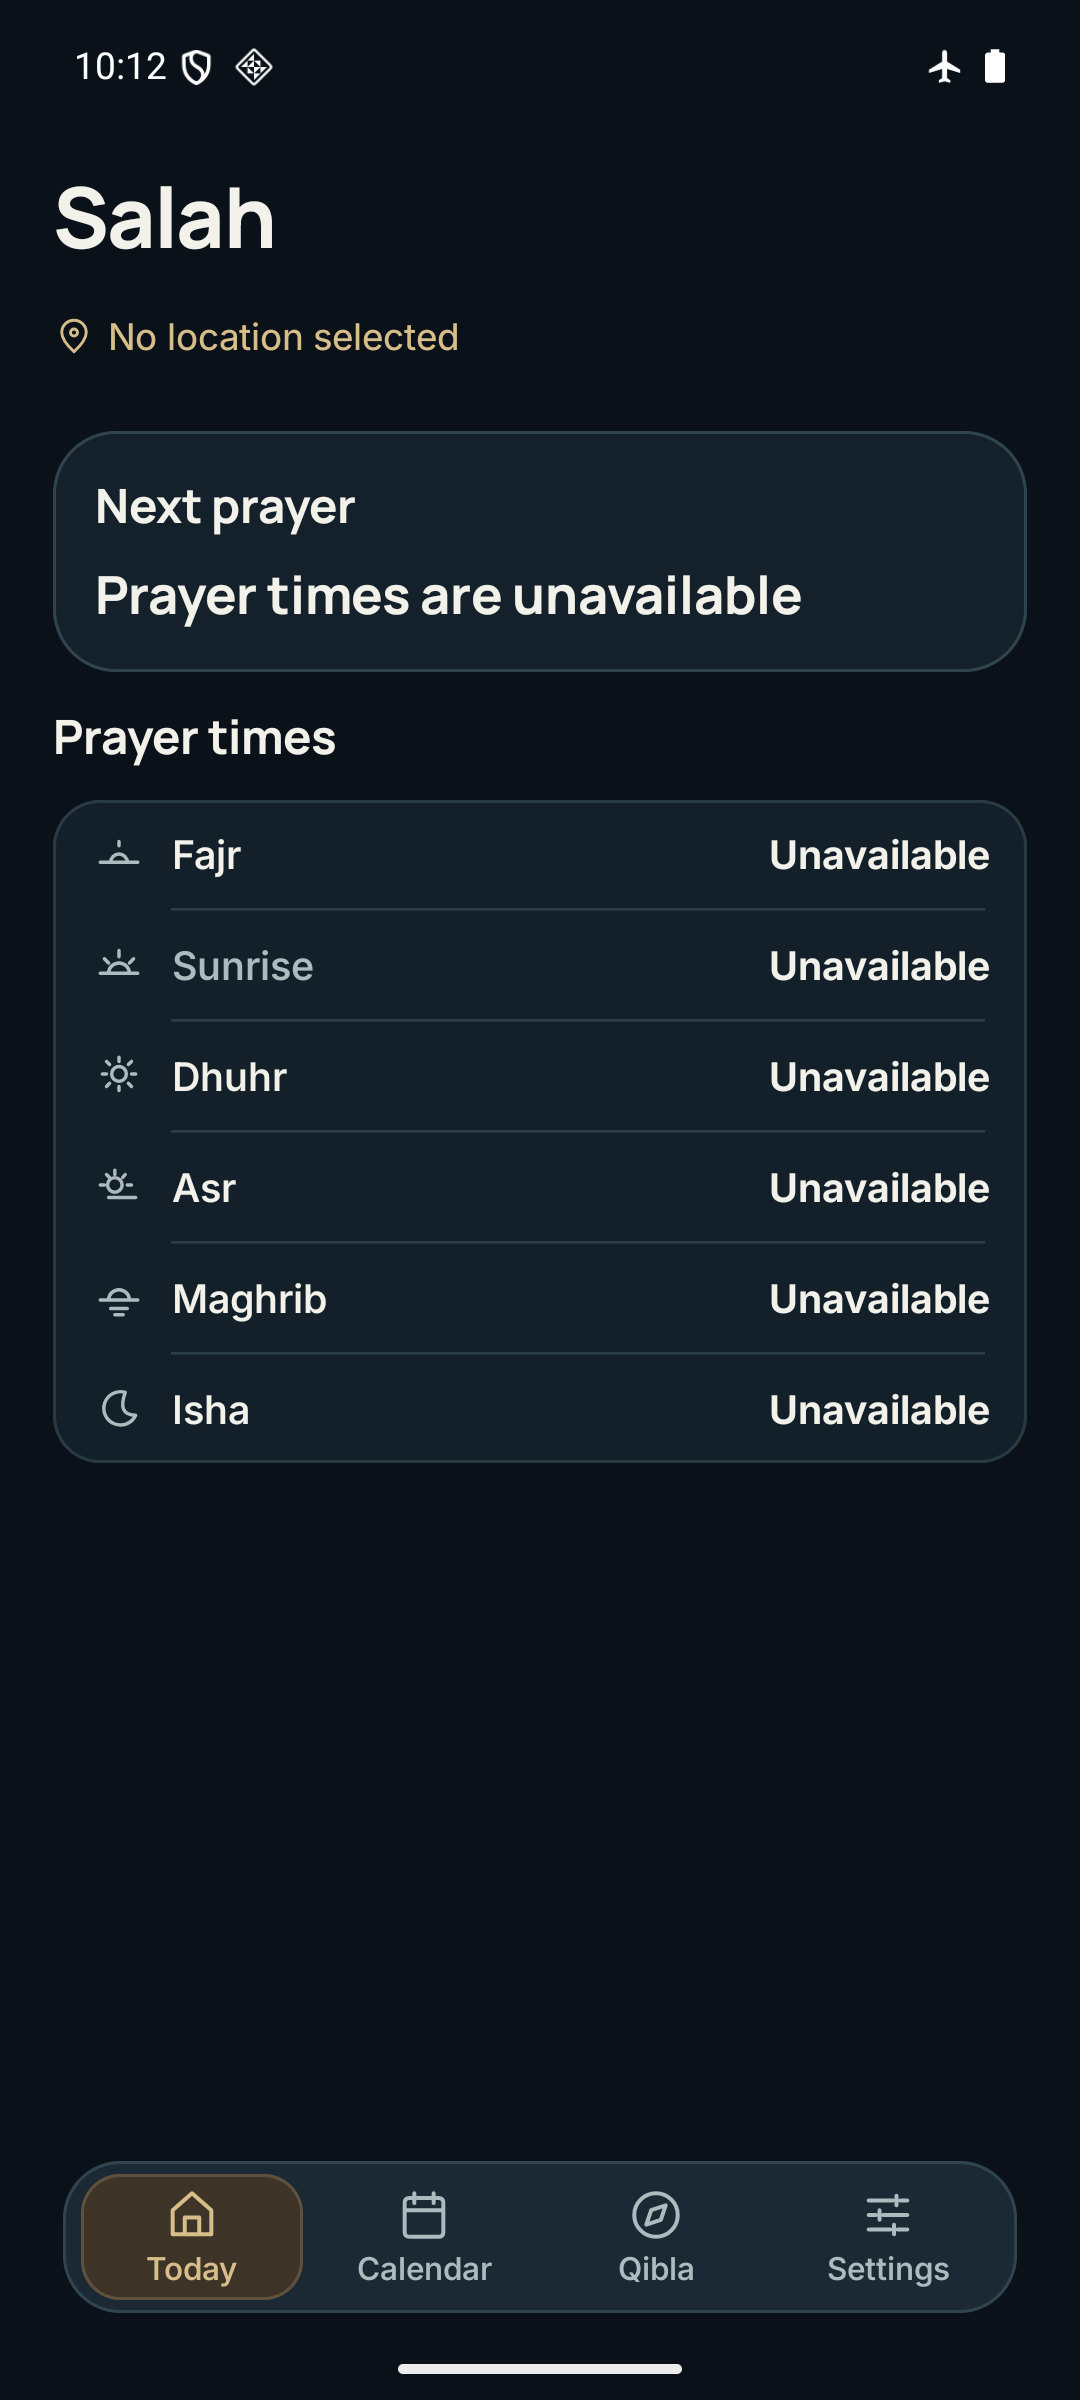 10:12
Salah
No location selected
Next prayer
Prayer times are unavailable
Prayer times
Fajr Unavailable
Sunrise Unavailable
Dhuhr Unavailable
Asr Unavailable
Maghrib Unavailable
Isha Unavailable
Today Calendar Qibla Settings